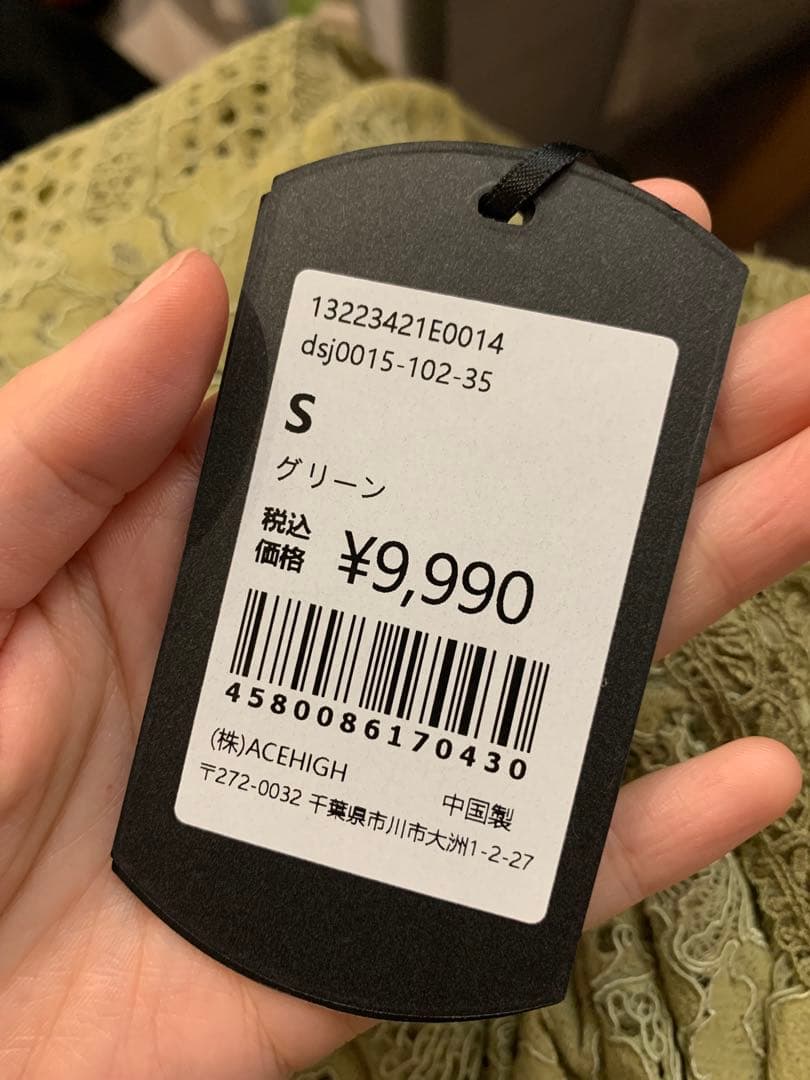 13223421E0014
dsj0015-102-35
S
グリーン
税込
価格 ¥9,990
4580086170430
(株)ACEHIGH
中国製
〒272-0032 千葉県市川市大洲1-2-27